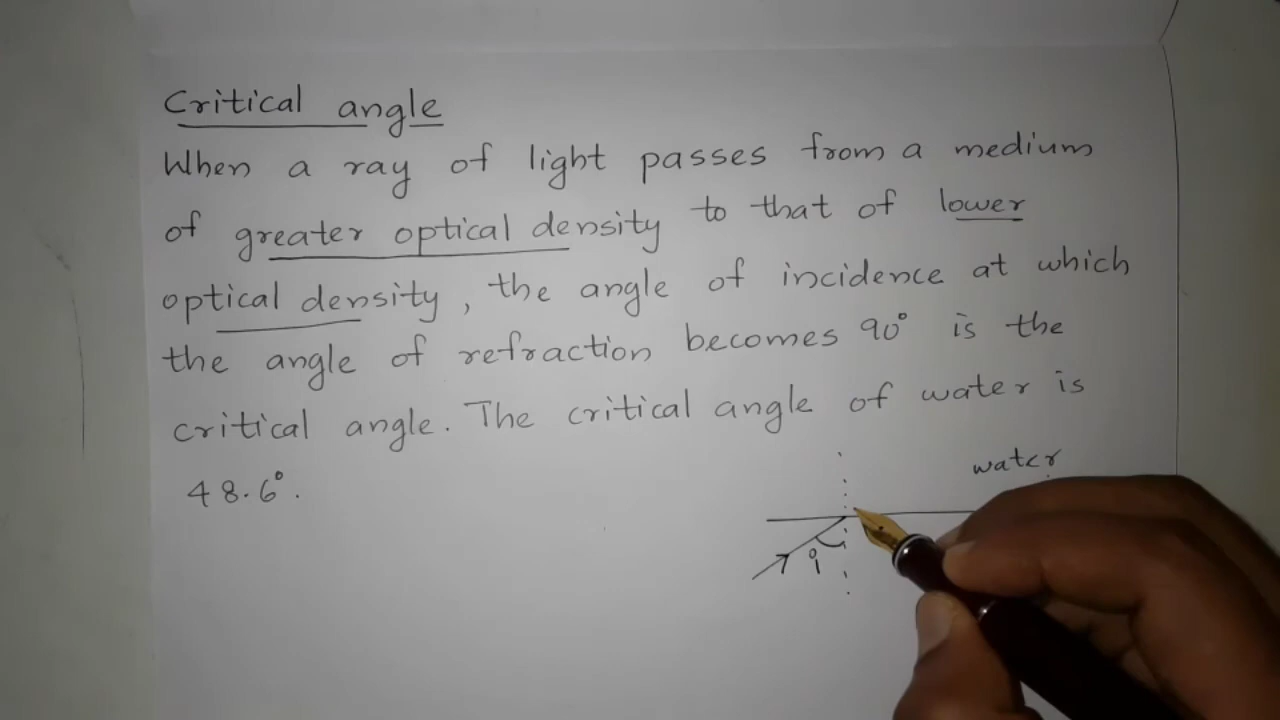 Critical angle
When a ray of light passes from a medium
of greater optical density to that of lower
optical density, the angle of incidence at which
the angle of refraction becomes 90° is the
critical angle. The critical angle of water is
48.6°.
water
i